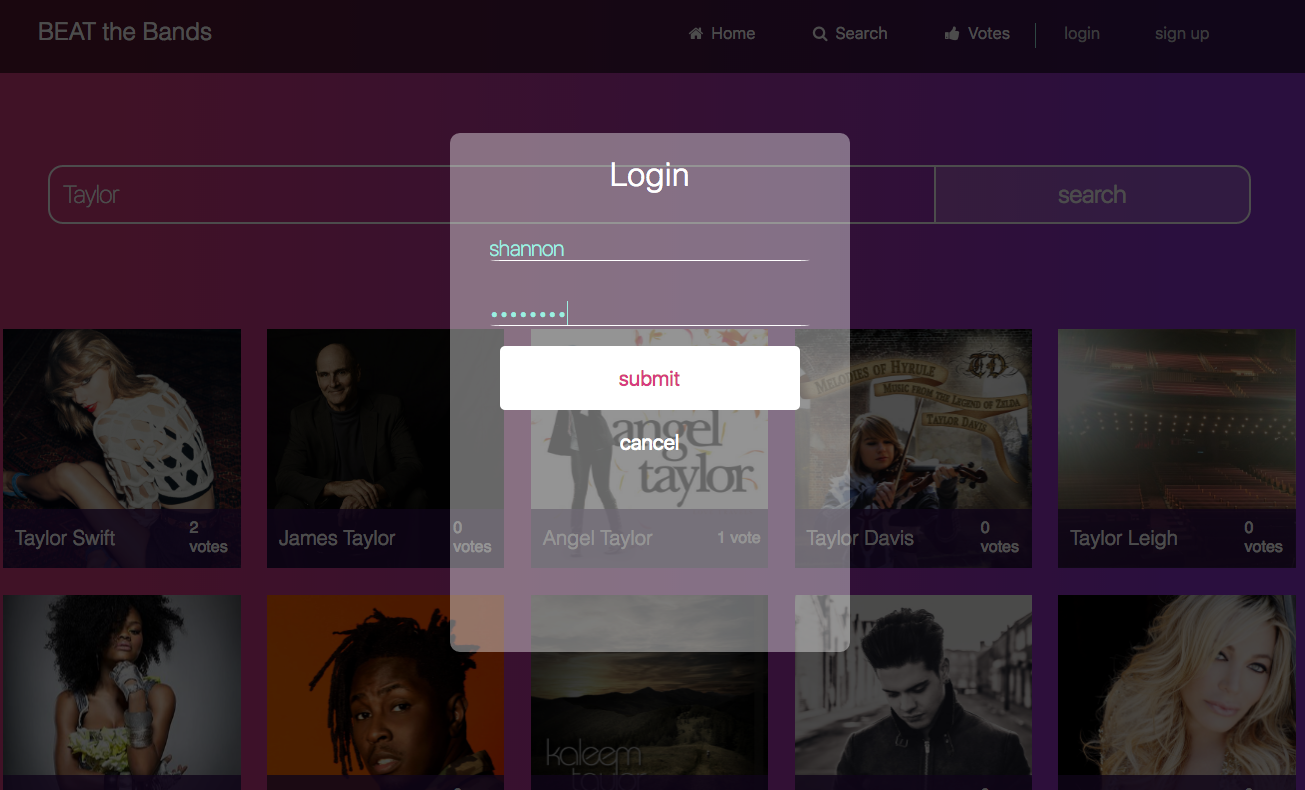 BEAT the Bands
Home
Search
Votes
login
sign up
Login
Taylor
search
shannon
••••••••
submit
cancel
angel
taylor
MELODIES OF HYRULE
MUSIC FROM THE LEGEND OF ZELDA
TAYLOR DAVIS
TD
Taylor Swift
2
votes
James Taylor
0
votes
Angel Taylor
1 vote
Taylor Davis
0
votes
Taylor Leigh
0
votes
kaleem
taylor